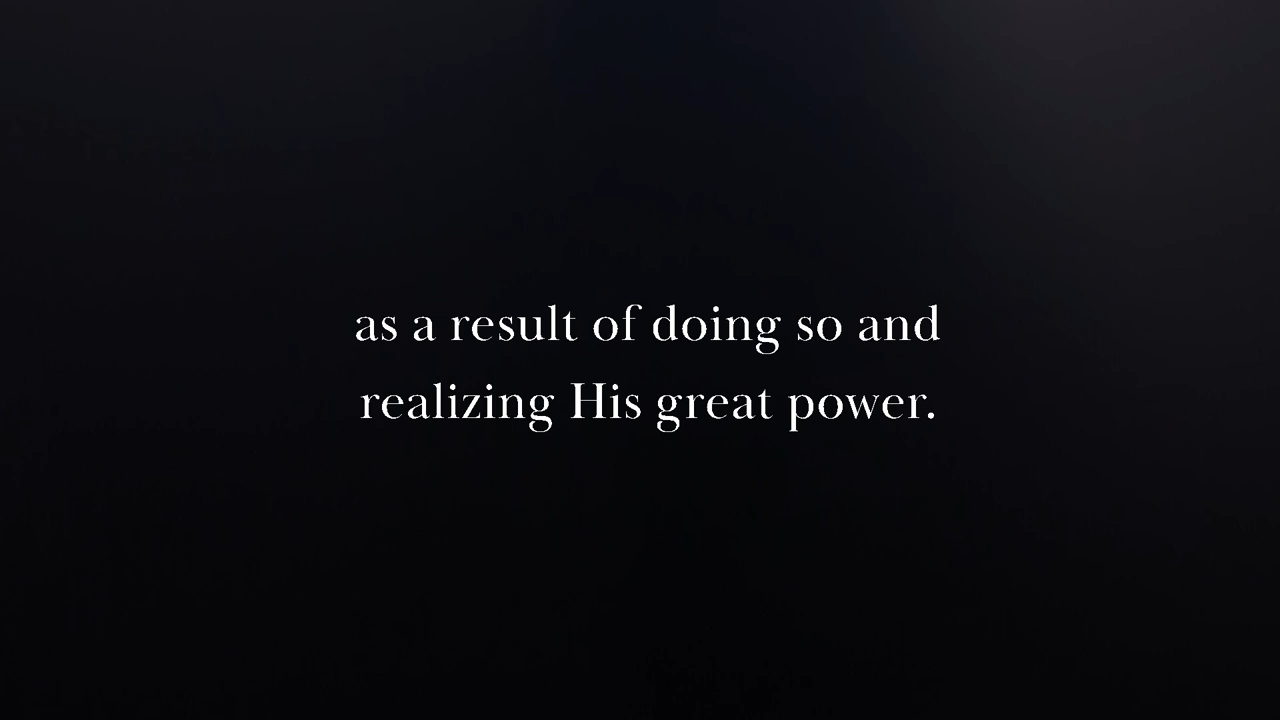 as a result of doing so and
realizing His great power.